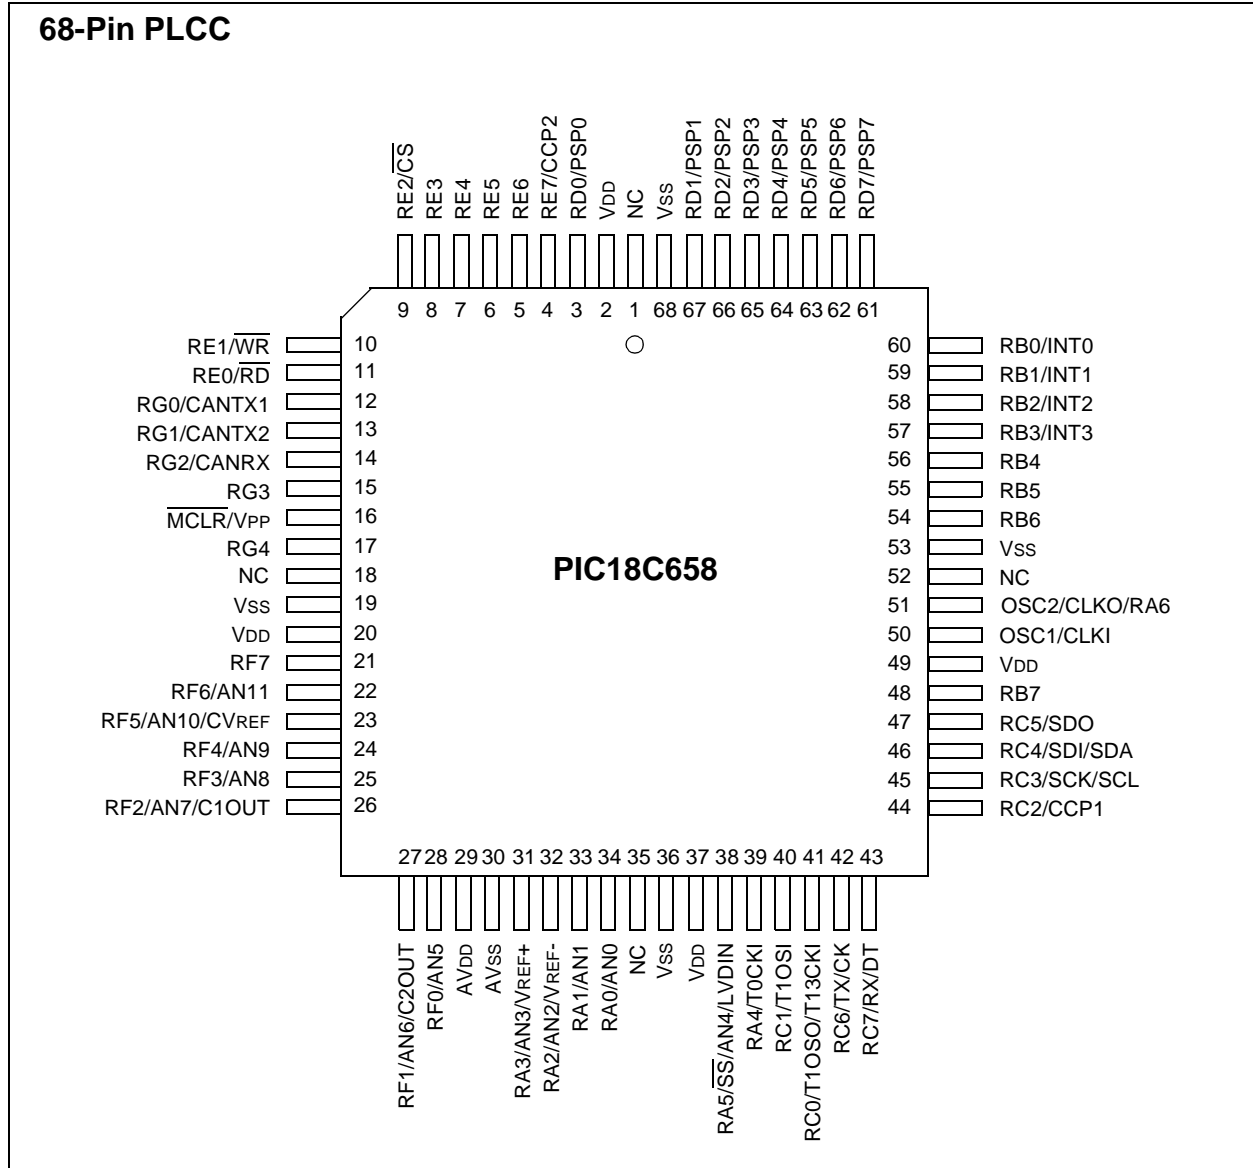 68-Pin PLCC
RE2/CS
RE3
RE4
RE5
RE6
RE7/CCP2
RD0/PSP0
VDD
NC
VSS
RD1/PSP1
RD2/PSP2
RD3/PSP3
RD4/PSP4
RD5/PSP5
RD6/PSP6
RD7/PSP7
9 8 7 6 5 4 3 2 1 68 67 66 65 64 63 62 61
RE1/WR 10
RE0/RD 11
RG0/CANTX1 12
RG1/CANTX2 13
RG2/CANRX 14
RG3 15
MCLR/VPP 16
RG4 17
NC 18
VSS 19
VDD 20
RF7 21
RF6/AN11 22
RF5/AN10/CVREF 23
RF4/AN9 24
RF3/AN8 25
RF2/AN7/C1OUT 26
PIC18C658
60 RB0/INT0
59 RB1/INT1
58 RB2/INT2
57 RB3/INT3
56 RB4
55 RB5
54 RB6
53 VSS
52 NC
51 OSC2/CLKO/RA6
50 OSC1/CLKI
49 VDD
48 RB7
47 RC5/SDO
46 RC4/SDI/SDA
45 RC3/SCK/SCL
44 RC2/CCP1
27 28 29 30 31 32 33 34 35 36 37 38 39 40 41 42 43
RF1/AN6/C2OUT
RF0/AN5
AVDD
AVSS
RA3/AN3/VREF+
RA2/AN2/VREF-
RA1/AN1
RA0/AN0
NC
VSS
VDD
RA5/SS/AN4/LVDIN
RA4/T0CKI
RC1/T1OSI
RC0/T1OSO/T13CKI
RC6/TX/CK
RC7/RX/DT